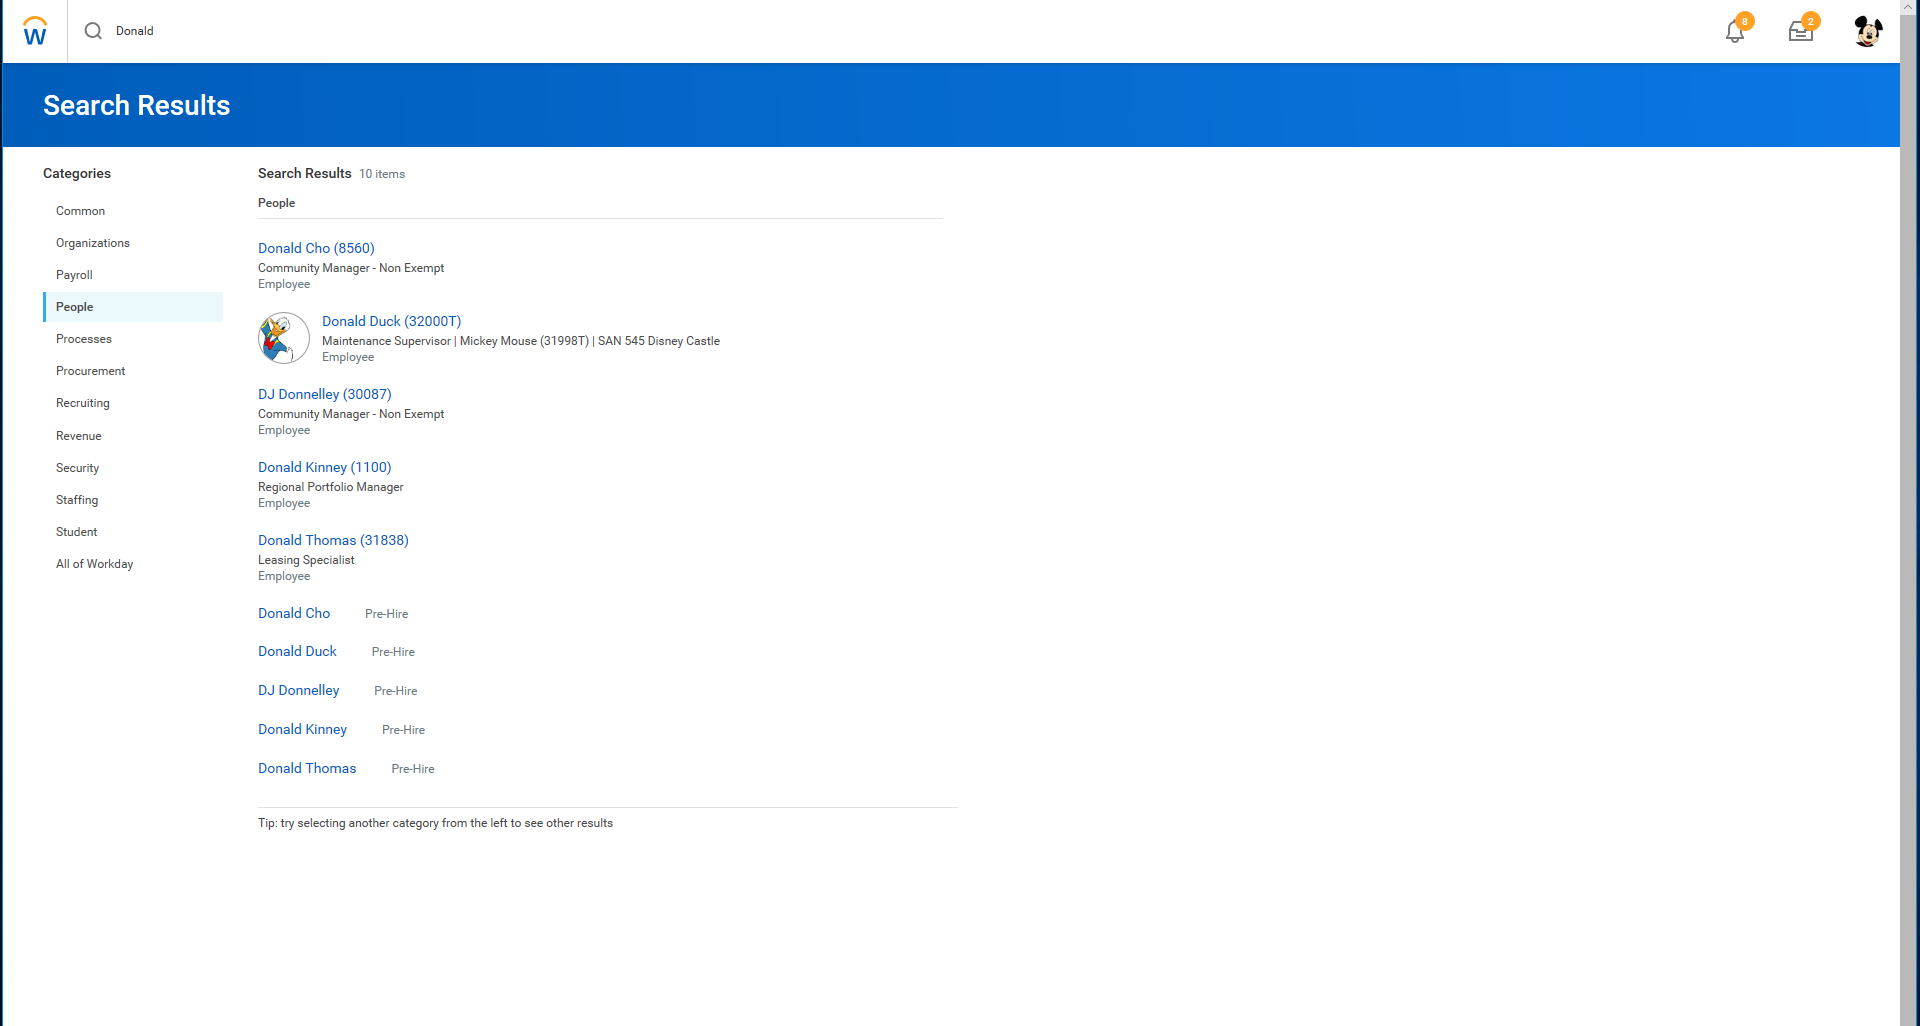 W
Donald
8
2
Search Results
Categories
Common
Organizations
Payroll
People
Processes
Procurement
Recruiting
Revenue
Security
Staffing
Student
All of Workday
Search Results 10 items
People
Donald Cho (8560)
Community Manager - Non Exempt
Employee
Donald Duck (32000T)
Maintenance Supervisor | Mickey Mouse (31998T) | SAN 545 Disney Castle
Employee
DJ Donnelley (30087)
Community Manager - Non Exempt
Employee
Donald Kinney (1100)
Regional Portfolio Manager
Employee
Donald Thomas (31838)
Leasing Specialist
Employee
Donald Cho Pre-Hire
Donald Duck Pre-Hire
DJ Donnelley Pre-Hire
Donald Kinney Pre-Hire
Donald Thomas Pre-Hire
Tip: try selecting another category from the left to see other results